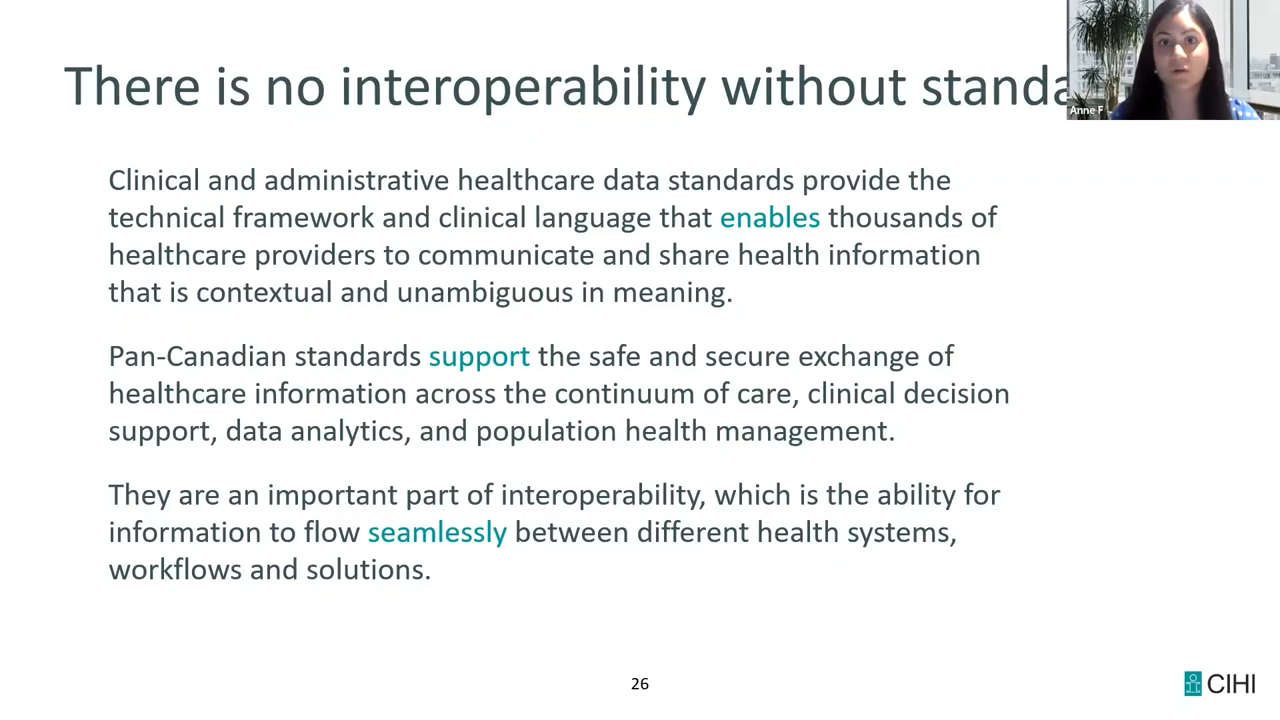 There is no interoperability without standa
Anne F
Clinical and administrative healthcare data standards provide the
technical framework and clinical language that enables thousands of
healthcare providers to communicate and share health information
that is contextual and unambiguous in meaning.
Pan-Canadian standards support the safe and secure exchange of
healthcare information across the continuum of care, clinical decision
support, data analytics, and population health management.
They are an important part of interoperability, which is the ability for
information to flow seamlessly between different health systems,
workflows and solutions.
26
CIHI